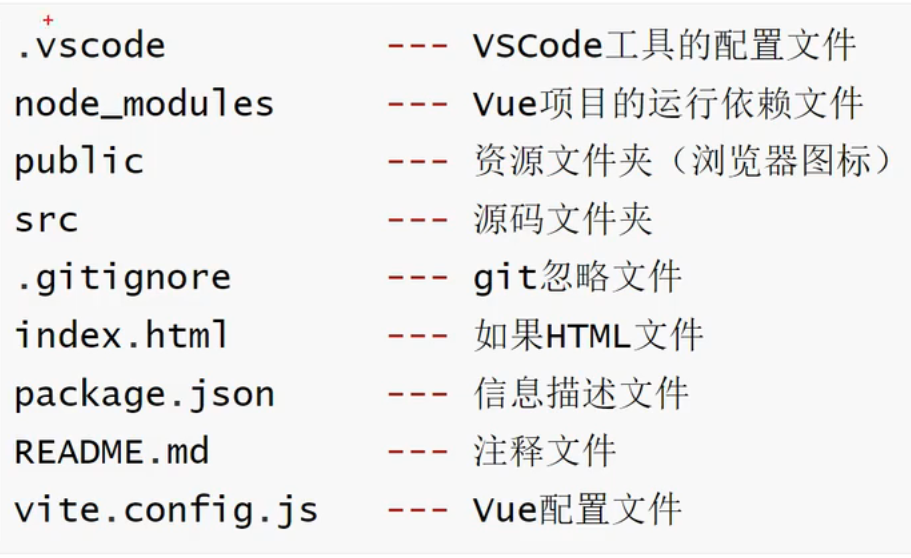 .vscode --- VSCode工具的配置文件
node_modules --- Vue项目的运行依赖文件
public --- 资源文件夹（浏览器图标）
src --- 源码文件夹
.gitignore --- git忽略文件
index.html --- 如果HTML文件
package.json --- 信息描述文件
README.md --- 注释文件
vite.config.js --- Vue配置文件